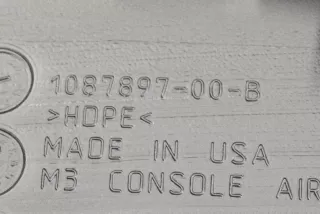 1087897-00-B
>HDPE<
MADE IN USA
M3 CONSOLE AIR